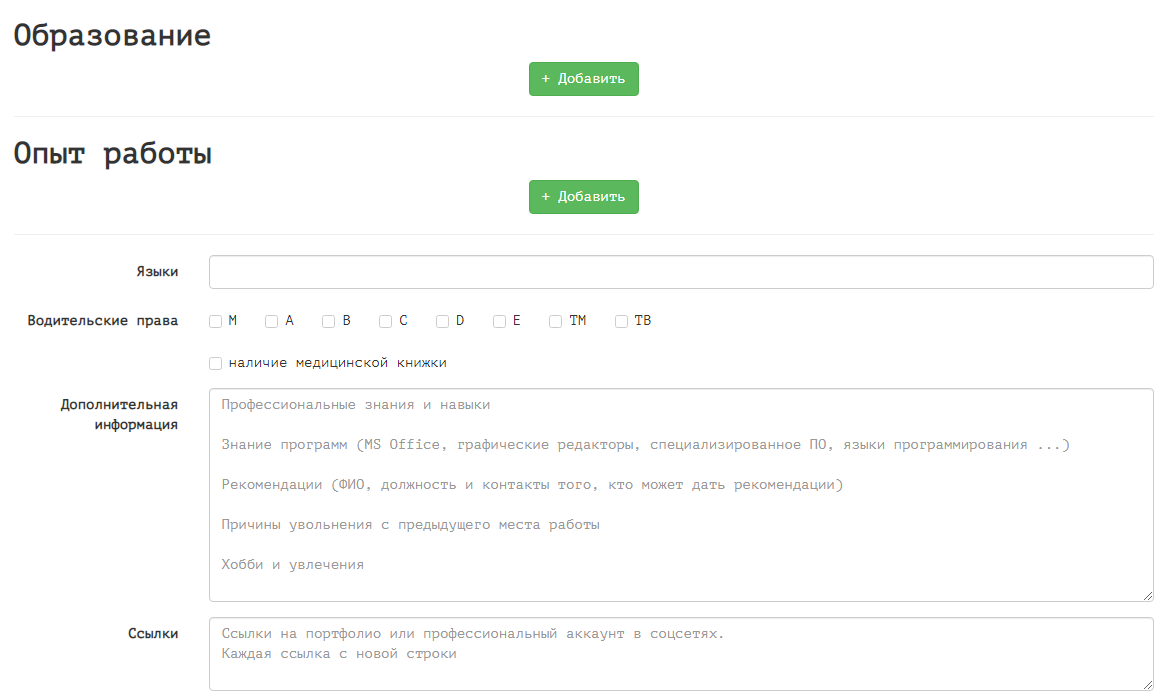 Образование
+ Добавить
Опыт работы
+ Добавить
Языки
Водительские права M A B C D E TM TB
наличие медицинской книжки
Дополнительная
информация
Профессиональные знания и навыки
Знание программ (MS Office, графические редакторы, специализированное ПО, языки программирования ...)
Рекомендации (ФИО, должность и контакты того, кто может дать рекомендации)
Причины увольнения с предыдущего места работы
Хобби и увлечения
Ссылки
Ссылки на портфолио или профессиональный аккаунт в соцсетях.
Каждая ссылка с новой строки